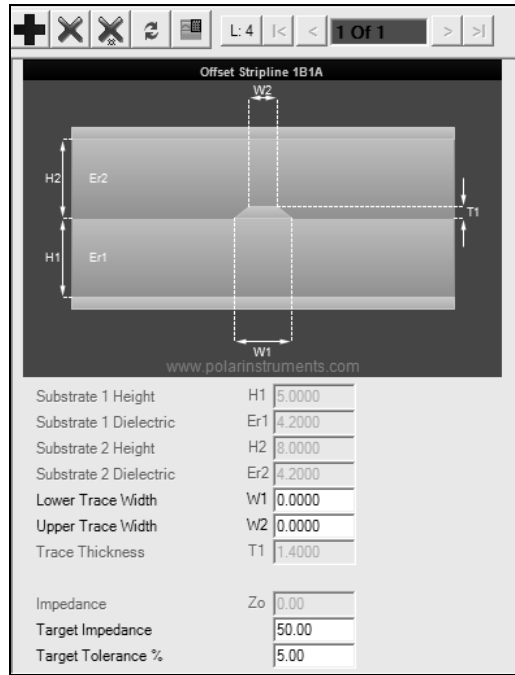 L: 4 |< < 1 Of 1 > >|
Offset Stripline 1B1A
W2
H2 Er2
T1
H1 Er1
W1
www.polarinstruments.com
Substrate 1 Height H1 5.0000
Substrate 1 Dielectric Er1 4.2000
Substrate 2 Height H2 8.0000
Substrate 2 Dielectric Er2 4.2000
Lower Trace Width W1 0.0000
Upper Trace Width W2 0.0000
Trace Thickness T1 1.4000
Impedance Zo 0.00
Target Impedance 50.00
Target Tolerance % 5.00